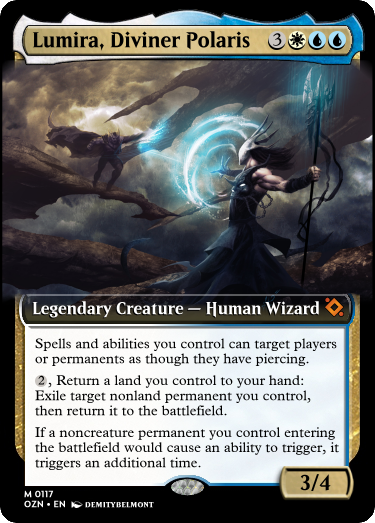 Lumira, Diviner Polaris 3
Legendary Creature — Human Wizard
Spells and abilities you control can target players
or permanents as though they have piercing.
2, Return a land you control to your hand:
Exile target nonland permanent you control,
then return it to the battlefield.
If a noncreature permanent you control entering
the battlefield would cause an ability to trigger, it
triggers an additional time.
3/4
M 0117
OZN • EN DEMITYBELMONT